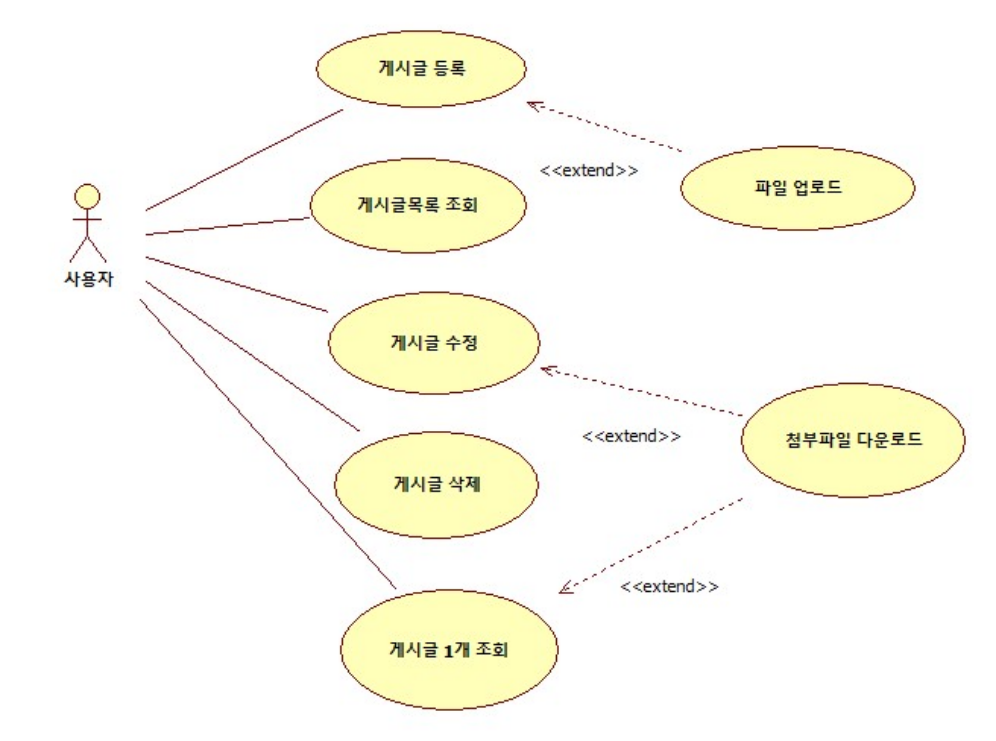 게시글 등록
<<extend>>
파일 업로드
게시글목록 조회
사용자
게시글 수정
<<extend>>
첨부파일 다운로드
게시글 삭제
<<extend>>
게시글 1개 조회